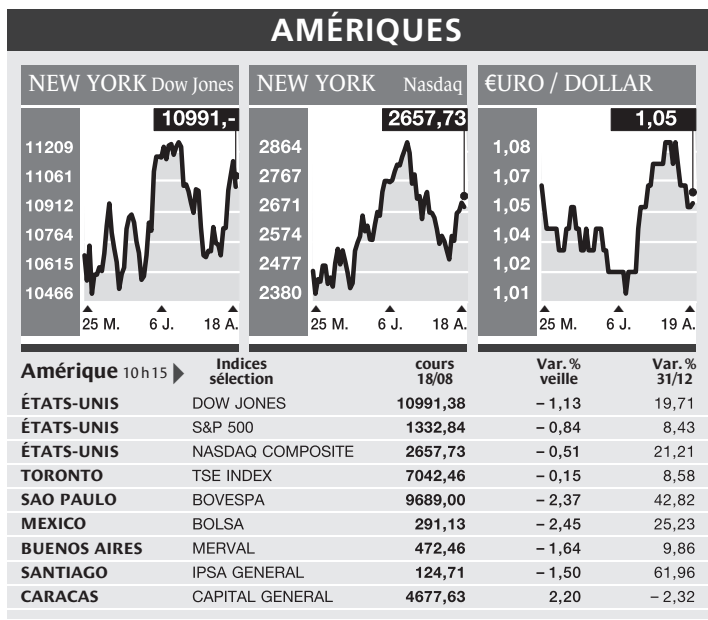 AMÉRIQUES
NEW YORK Dow Jones
10991,-
11209
11061
10912
10764
10615
10466
25 M. 6 J. 18 A.
NEW YORK Nasdaq
2657,73
2864
2767
2671
2574
2477
2380
25 M. 6 J. 18 A.
€URO / DOLLAR
1,05
1,08
1,07
1,05
1,04
1,02
1,01
25 M. 6 J. 19 A.
Amérique 10h15 Indices sélection cours 18/08 Var. % veille Var. % 31/12
ÉTATS-UNIS DOW JONES 10991,38 – 1,13 19,71
ÉTATS-UNIS S&P 500 1332,84 – 0,84 8,43
ÉTATS-UNIS NASDAQ COMPOSITE 2657,73 – 0,51 21,21
TORONTO TSE INDEX 7042,46 – 0,15 8,58
SAO PAULO BOVESPA 9689,00 – 2,37 42,82
MEXICO BOLSA 291,13 – 2,45 25,23
BUENOS AIRES MERVAL 472,46 – 1,64 9,86
SANTIAGO IPSA GENERAL 124,71 – 1,50 61,96
CARACAS CAPITAL GENERAL 4677,63 2,20 – 2,32